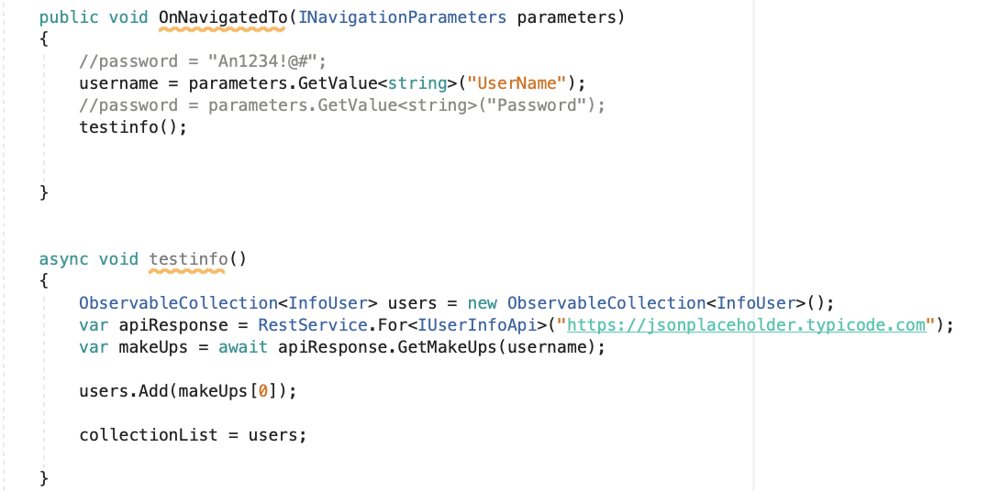 public void OnNavigatedTo(INavigationParameters parameters)
{
//password = "An1234!@#";
username = parameters.GetValue<string>("UserName");
//password = parameters.GetValue<string>("Password");
testinfo();
}
async void testinfo()
{
ObservableCollection<InfoUser> users = new ObservableCollection<InfoUser>();
var apiResponse = RestService.For<IUserInfoApi>("https://jsonplaceholder.typicode.com");
var makeUps = await apiResponse.GetMakeUps(username);
users.Add(makeUps[0]);
collectionList = users;
}